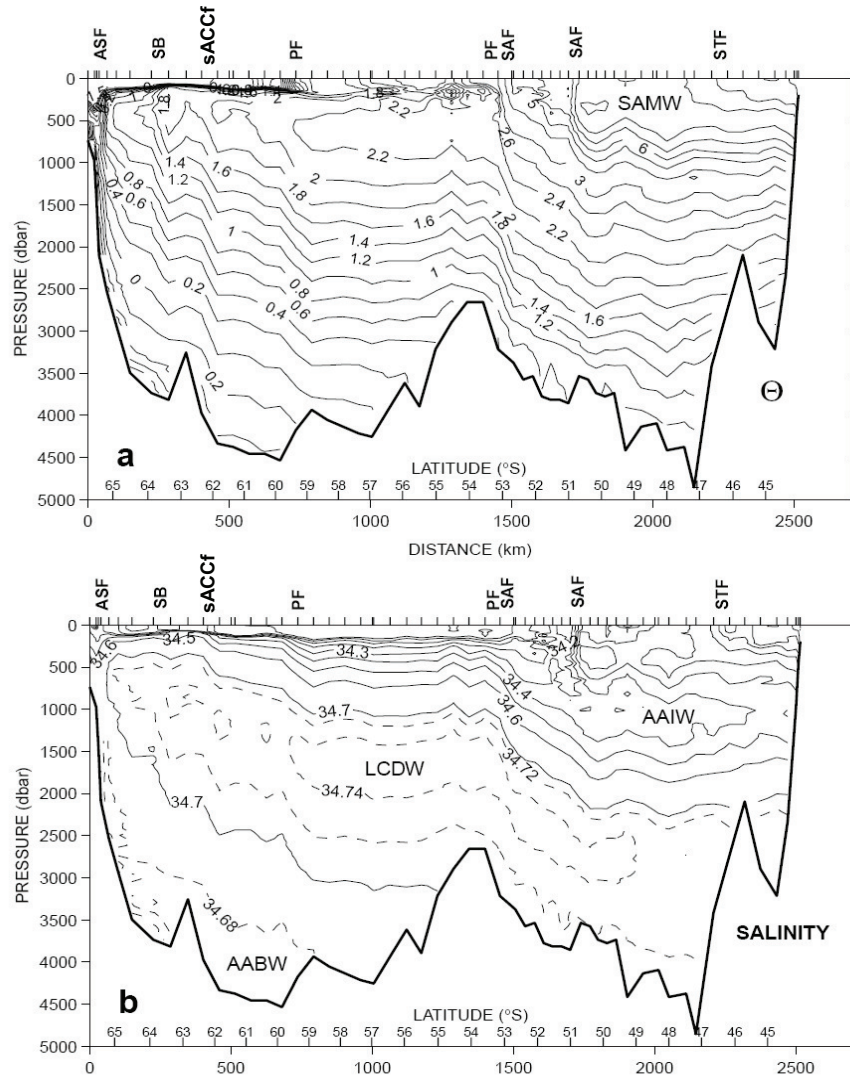 ASF SB sACCf PF PF SAF SAF STF
0
500
1000
1500
2000
2500
3000
3500
4000
4500
5000
PRESSURE (dbar)
SAMW
0 1.8 2 1.8 2.2 5 6
1.4 1.6 2.2 2.6
0.8 1.2 2 3
0.4 0.6 1.8 1.6 1.8 2 2.4
1 1.4 2.2
0 0.2 1.2 1
0.8 1.4 1.6
0.4 0.6 1.2
0.2
Θ
a
LATITUDE (°S)
65 64 63 62 61 60 59 58 57 56 55 54 53 52 51 50 49 48 47 46 45
0 500 1000 1500 2000 2500
DISTANCE (km)
ASF SB sACCf PF PF SAF SAF STF
0
500
1000
1500
2000
2500
3000
3500
4000
4500
5000
PRESSURE (dbar)
34.6 34.5 34.3 34.2
34.4
34.7 34.6 AAIW
LCDW 34.72
34.7 34.74
34.68
AABW SALINITY
b
LATITUDE (°S)
65 64 63 62 61 60 59 58 57 56 55 54 53 52 51 50 49 48 47 46 45
0 500 1000 1500 2000 2500